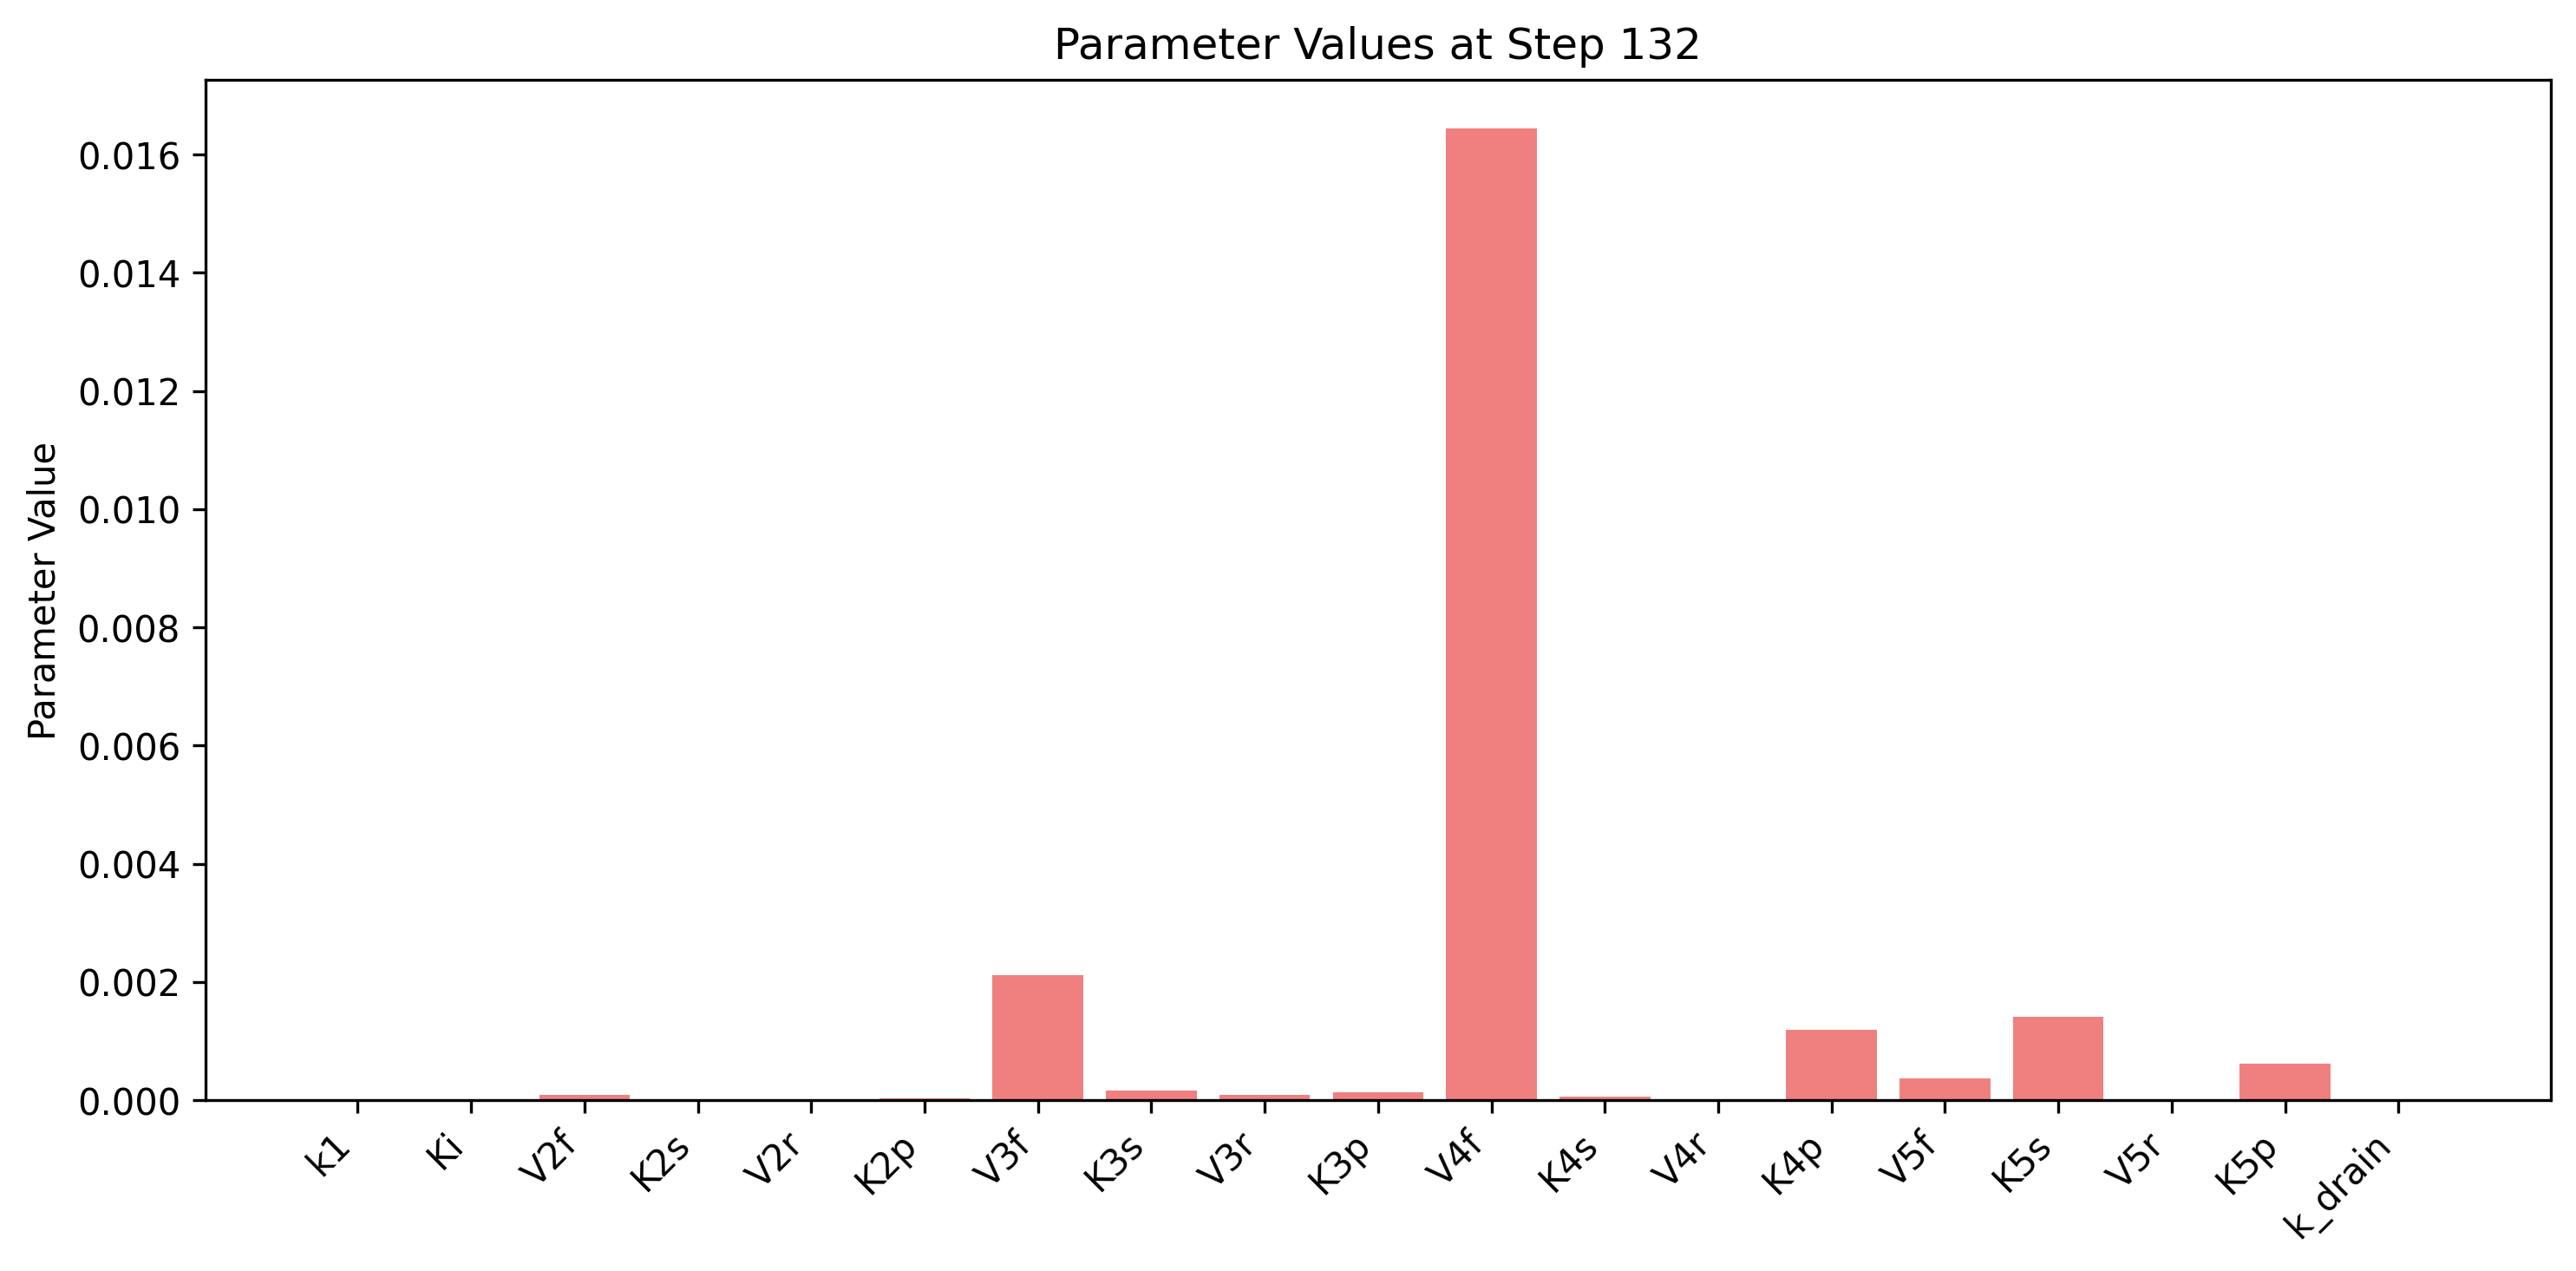 Parameter Values at Step 132
Parameter Value
0.016
0.014
0.012
0.010
0.008
0.006
0.004
0.002
0.000
k1
Ki
V2f
K2s
V2r
K2p
V3f
K3s
V3r
K3p
V4f
K4s
V4r
K4p
V5f
K5s
V5r
K5p
k_drain